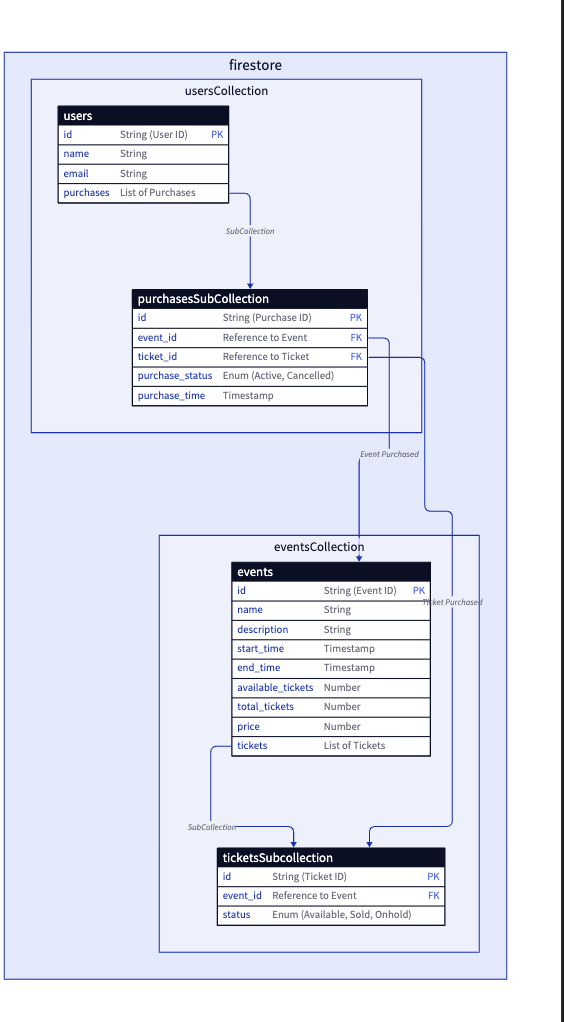 firestore
usersCollection
users
id String (User ID) PK
name String
email String
purchases List of Purchases
SubCollection
purchasesSubCollection
id String (Purchase ID) PK
event_id Reference to Event FK
ticket_id Reference to Ticket FK
purchase_status Enum (Active, Cancelled)
purchase_time Timestamp
Event Purchased
eventsCollection
events
id String (Event ID) PK
name String
Ticket Purchased
description String
start_time Timestamp
end_time Timestamp
available_tickets Number
total_tickets Number
price Number
tickets List of Tickets
SubCollection
ticketsSubcollection
id String (Ticket ID) PK
event_id Reference to Event FK
status Enum (Available, Sold, Onhold)